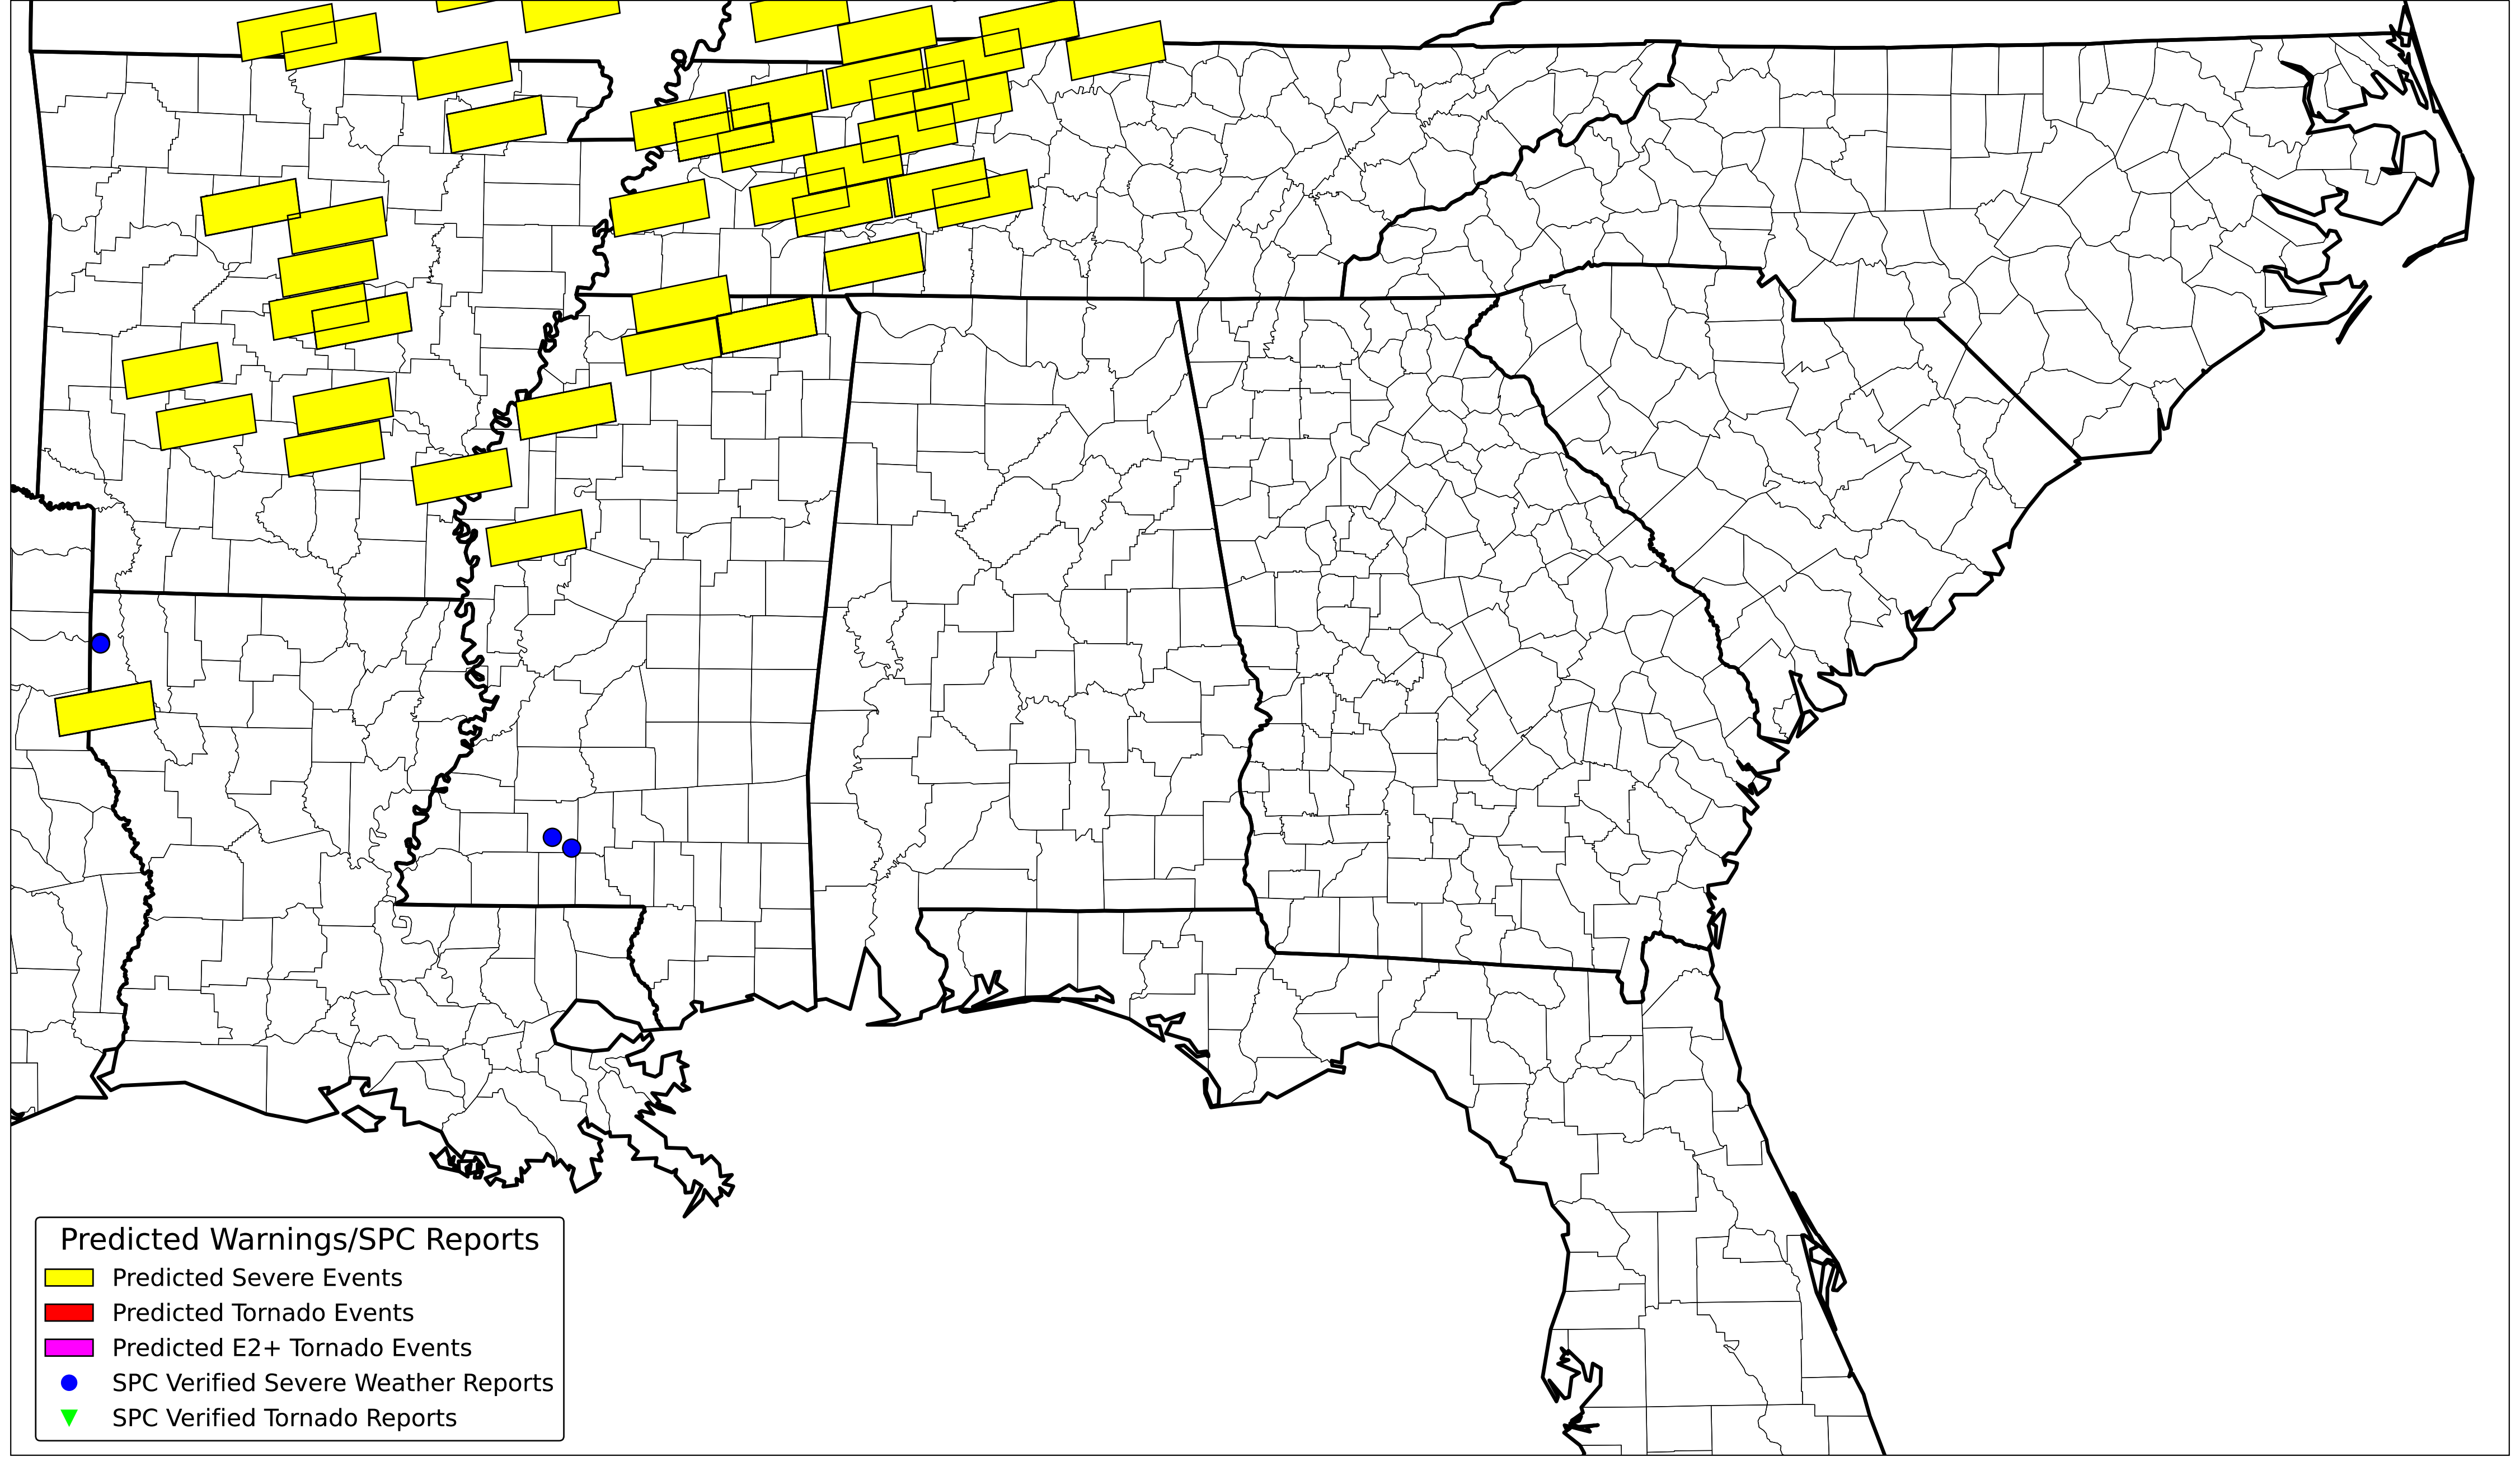 Predicted Warnings/SPC Reports
Predicted Severe Events
Predicted Tornado Events
Predicted E2+ Tornado Events
SPC Verified Severe Weather Reports
SPC Verified Tornado Reports